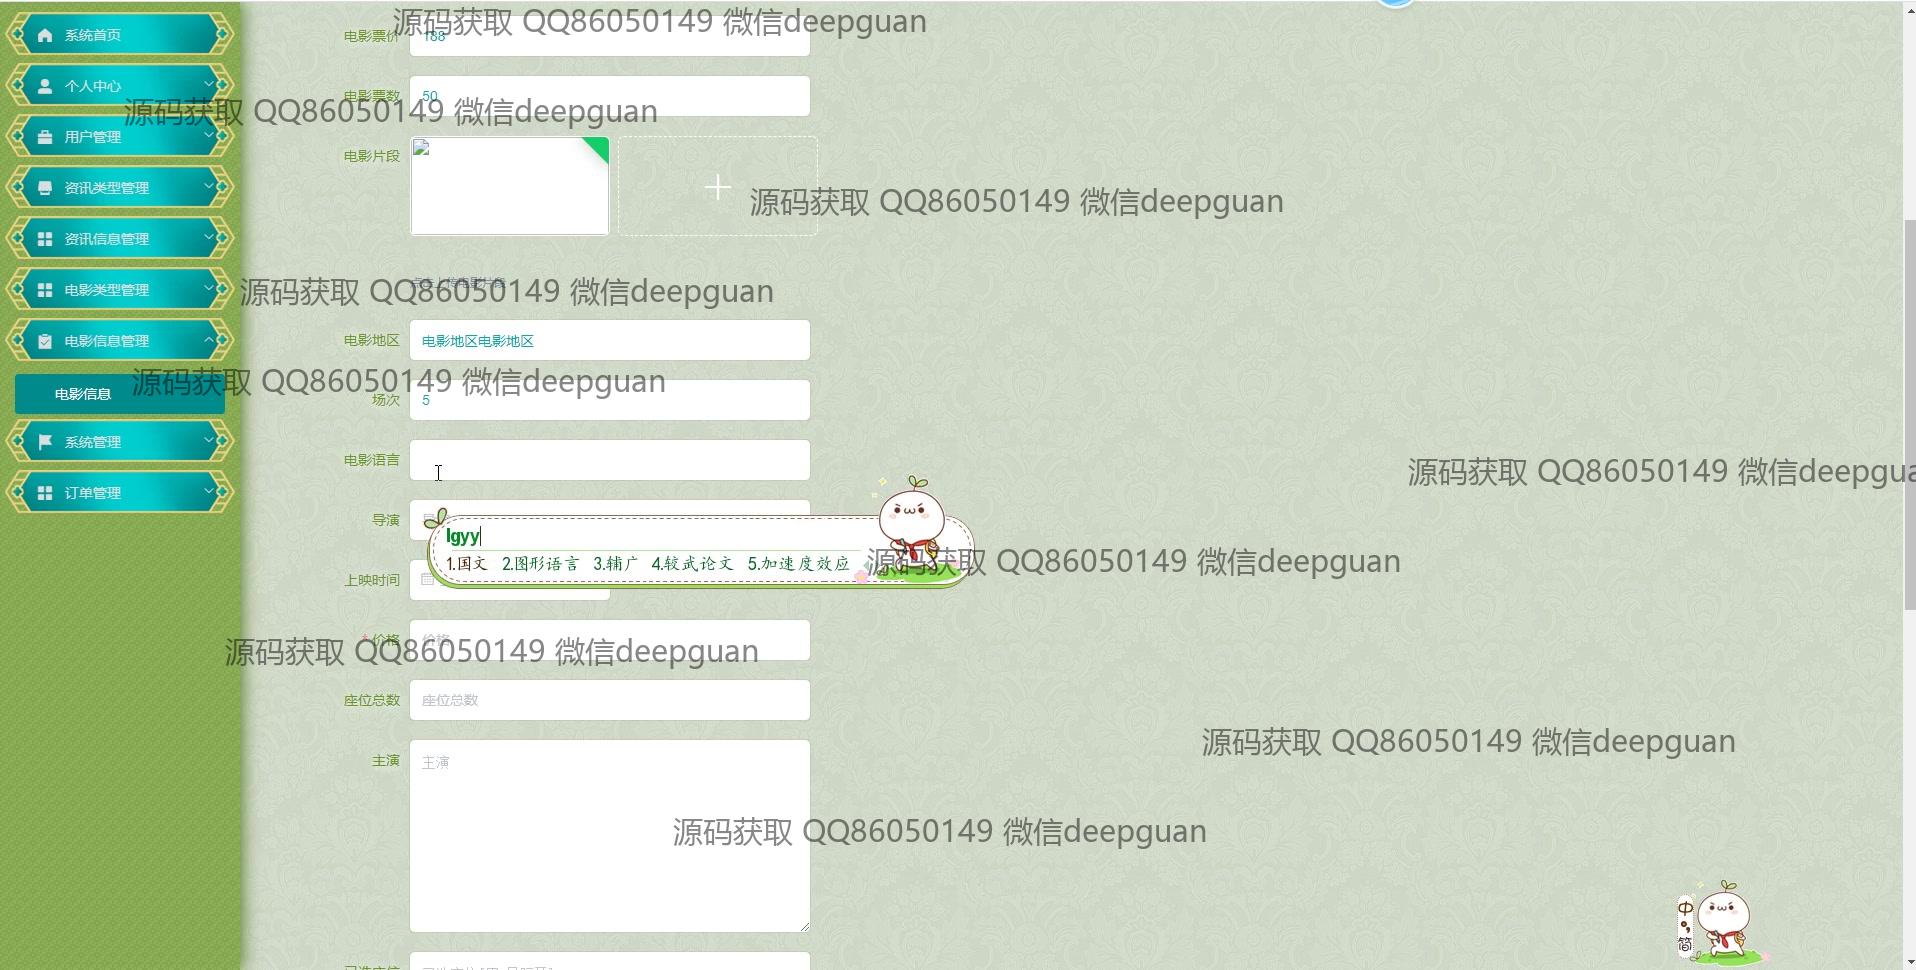 系统首页
个人中心
用户管理
资讯类型管理
资讯信息管理
电影类型管理
电影信息管理
电影信息
系统管理
订单管理
源码获取 QQ86050149 微信deepguan
电影票价
188
电影票数
50
源码获取 QQ86050149 微信deepguan
电影片段
源码获取 QQ86050149 微信deepguan
点击上传电影片段
源码获取 QQ86050149 微信deepguan
电影地区
电影地区电影地区
源码获取 QQ86050149 微信deepguan
场次
5
电影语言
源码获取 QQ86050149 微信deepgua
导演
lgyy
1.国文 2.图形语言 3.辅广 4.较武论文 5.加速度效应
源码获取 QQ86050149 微信deepguan
上映时间
* 价格
价格
源码获取 QQ86050149 微信deepguan
座位总数
座位总数
源码获取 QQ86050149 微信deepguan
主演
主演
源码获取 QQ86050149 微信deepguan
中
简